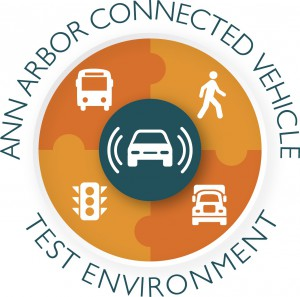 ANN ARBOR CONNECTED VEHICLE
TEST ENVIRONMENT